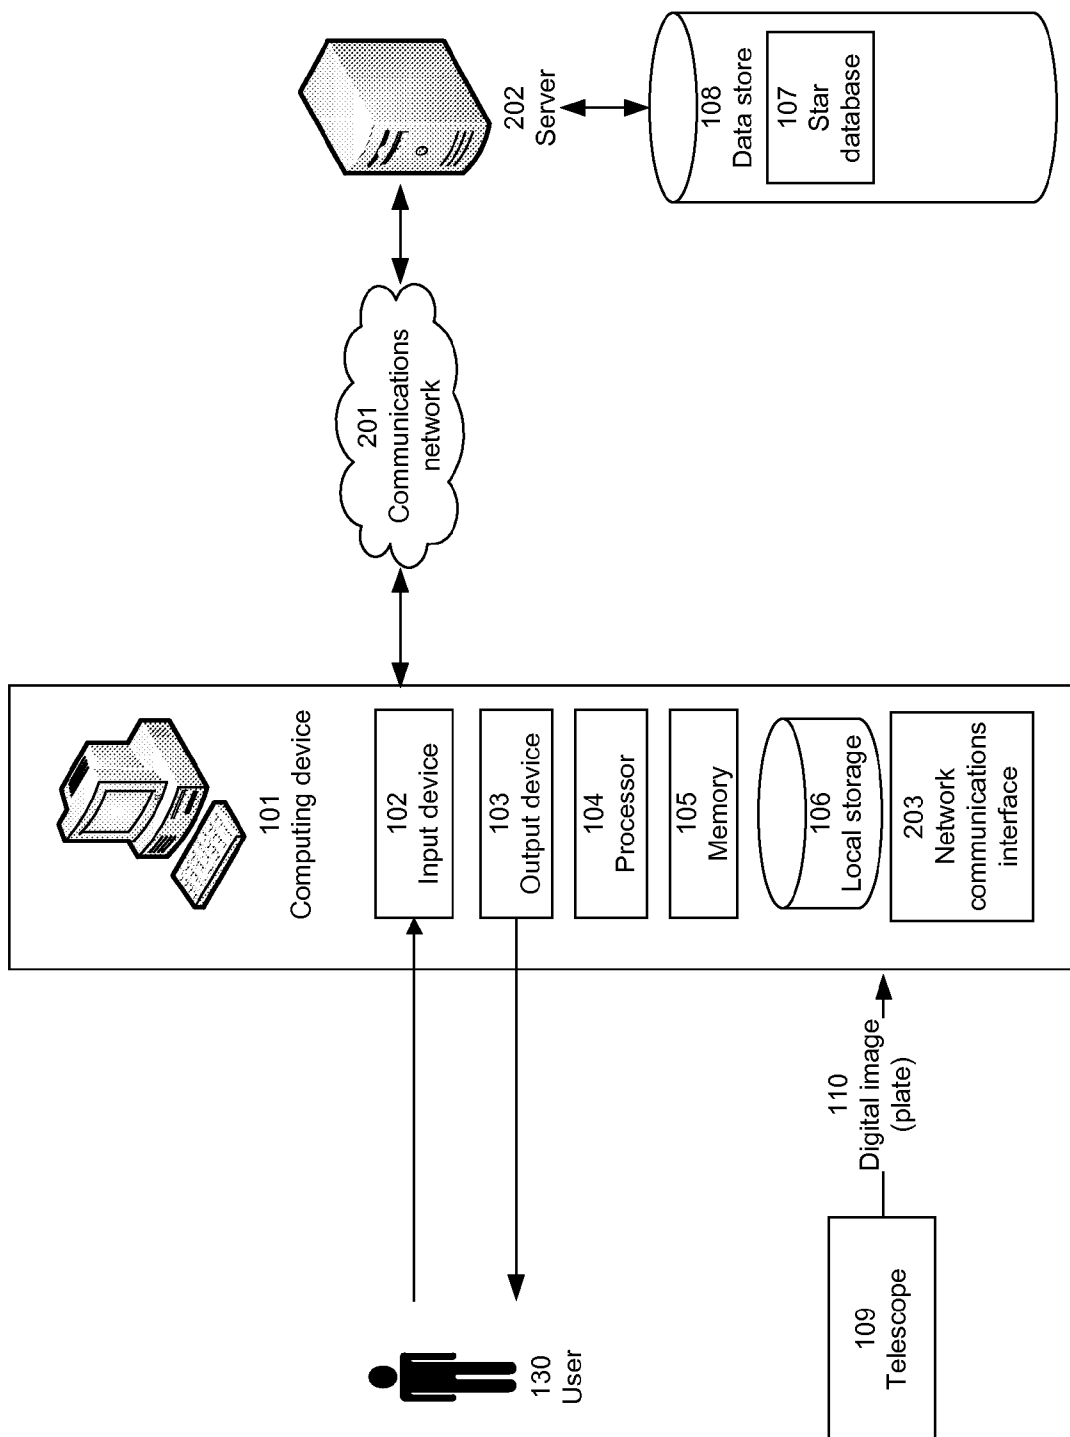 130
User
109
Telescope
110
Digital image
(plate)
101
Computing device
102
Input device
103
Output device
104
Processor
105
Memory
106
Local storage
203
Network
communications
interface
201
Communications
network
202
Server
108
Data store
107
Star
database